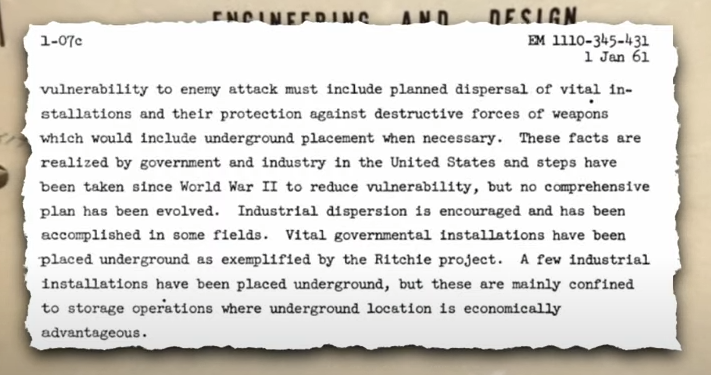 ENGINEERING AND DESIGN
1-07c
EM 1110-345-431
1 Jan 61
vulnerability to enemy attack must include planned dispersal of vital in-
stallations and their protection against destructive forces of weapons
which would include underground placement when necessary. These facts are
realized by government and industry in the United States and steps have
been taken since World War II to reduce vulnerability, but no comprehensive
plan has been evolved. Industrial dispersion is encouraged and has been
accomplished in some fields. Vital governmental installations have been
placed underground as exemplified by the Ritchie project. A few industrial
installations have been placed underground, but these are mainly confined
to storage operations where underground location is economically
advantageous.